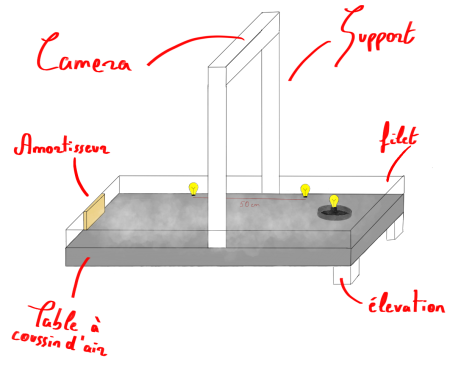 Camera
Support
Amortisseur
filet
50 cm
Table à
coussin d'air
élevation